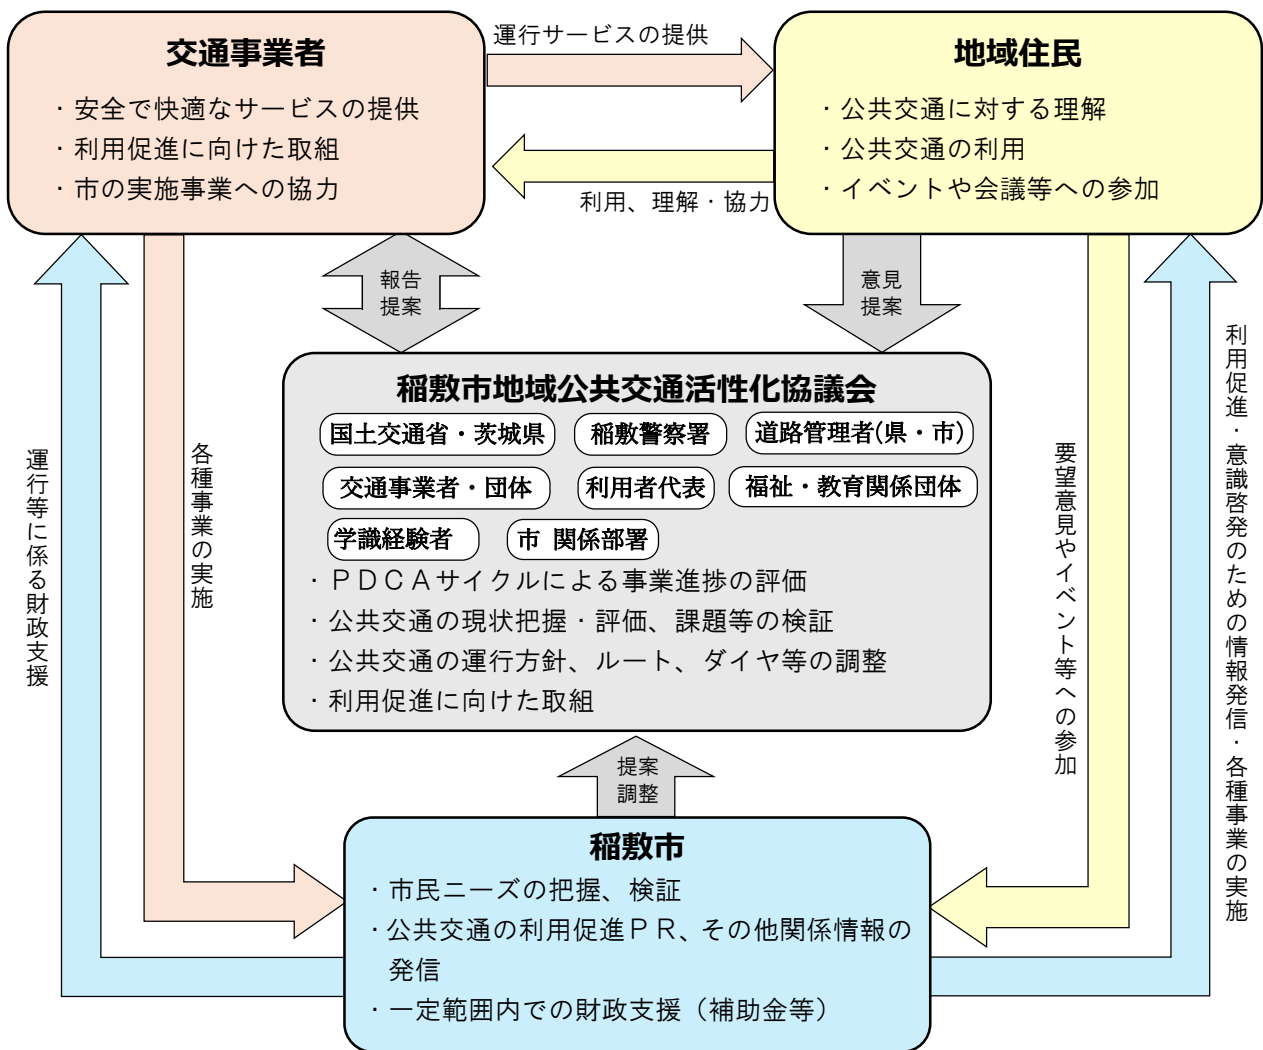 交通事業者
・安全で快適なサービスの提供
・利用促進に向けた取組
・市の実施事業への協力
運行サービスの提供
利用、理解・協力
地域住民
・公共交通に対する理解
・公共交通の利用
・イベントや会議等への参加
報告
提案
意見
提案
稲敷市地域公共交通活性化協議会
国土交通省・茨城県
稲敷警察署
道路管理者(県・市)
交通事業者・団体
利用者代表
福祉・教育関係団体
学識経験者
市 関係部署
・ＰＤＣＡサイクルによる事業進捗の評価
・公共交通の現状把握・評価、課題等の検証
・公共交通の運行方針、ルート、ダイヤ等の調整
・利用促進に向けた取組
運行等に係る財政支援
各種事業の実施
要望意見やイベント等への参加
利用促進・意識啓発のための情報発信・各種事業の実施
提案
調整
稲敷市
・市民ニーズの把握、検証
・公共交通の利用促進ＰＲ、その他関係情報の
発信
・一定範囲内での財政支援（補助金等）